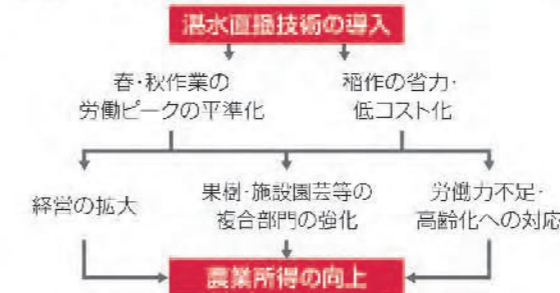 湛水直播技術の導入
春・秋作業の
労働ピークの平準化
稲作の省力・
低コスト化
経営の拡大
果樹・施設園芸等の
複合部門の強化
労働力不足・
高齢化への対応
農業所得の向上